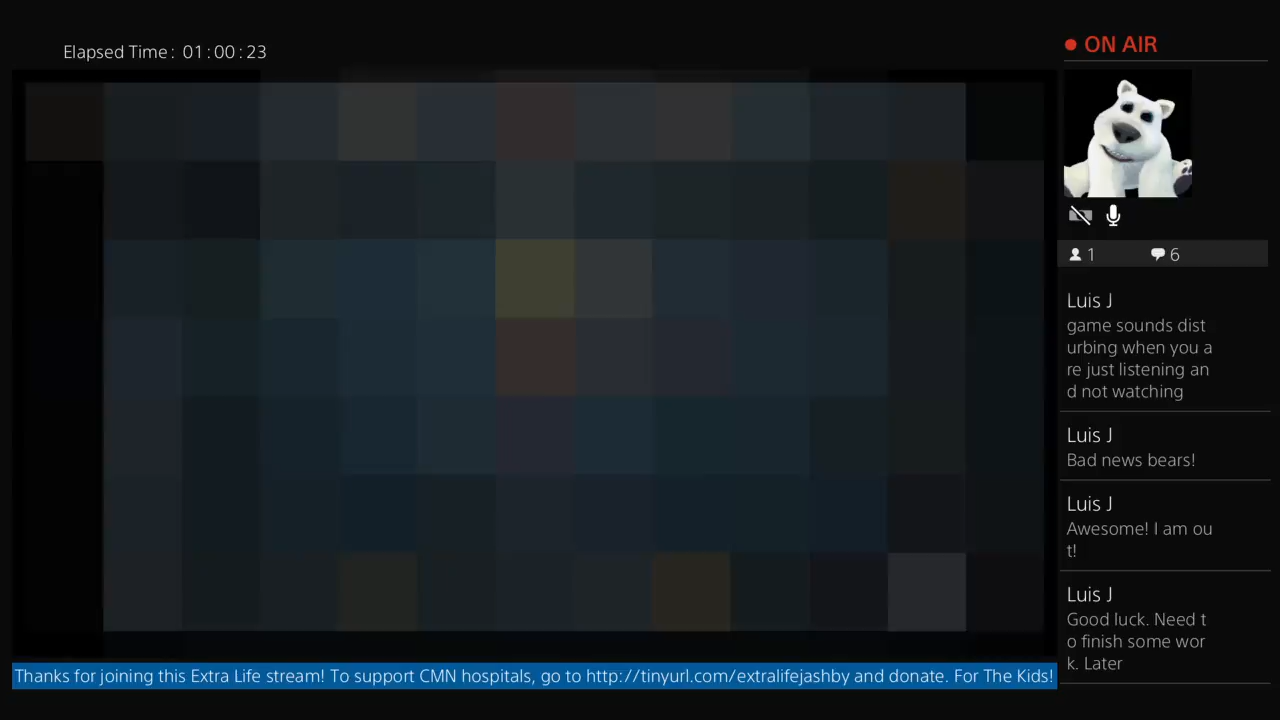 Elapsed Time: 01:00:23
ON AIR
1 6
Luis J
game sounds dist
urbing when you a
re just listening an
d not watching
Luis J
Bad news bears!
Luis J
Awesome! I am ou
t!
Luis J
Good luck. Need t
o finish some wor
k. Later
Thanks for joining this Extra Life stream! To support CMN hospitals, go to http://tinyurl.com/extralifejashby and donate. For The Kids!